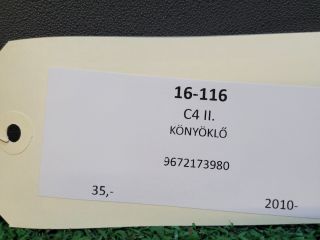 16-116
C4 II.
KÖNYÖKLŐ
9672173980
35,- 2010-